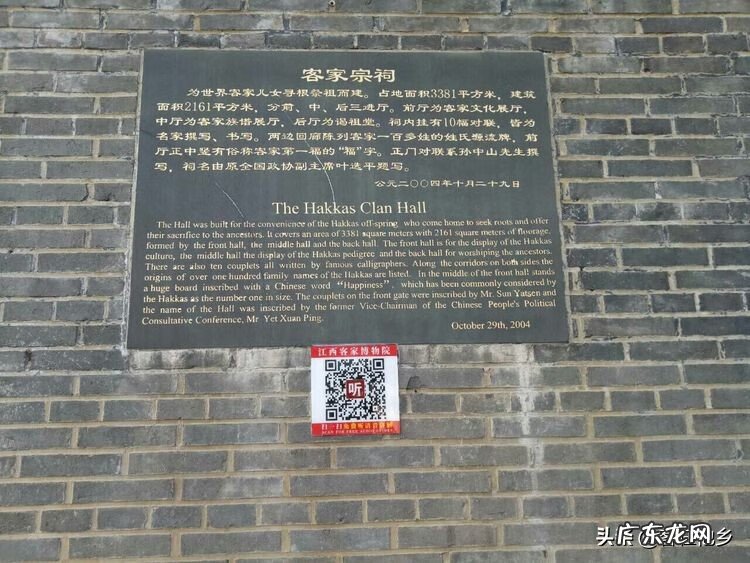 客家宗祠
为世界客家儿女寻根祭祖而建。占地面积3381平方米，建筑
面积2161平方米，分前、中、后三进厅。前厅为客家文化展厅，
中厅为客家族谱展厅，后厅为谒祖堂。祠内挂有10幅对联，皆为
名家撰写、书写。两边回廊陈列客家一百多姓的姓氏源流牌，前
厅正中竖有俗称客家第一福的“福”字。正门对联系孙中山先生撰
写，祠名由原全国政协副主席叶选平题写。
公元二〇〇四年十月二十九日
The Hakkas Clan Hall
The Hall was built for the convenience of the Hakkas off-spring who come home to seek roots and offer
their sacrifice to the ancestors. It covers an area of 3381 square meters with 2161 square meters of floorage,
formed by the front hall, the middle hall and the back hall. The front hall is for the display of the Hakkas
culture, the middle hall the display of the Hakkas pedigree and the back hall for worshiping the ancestors.
There are also ten couplets all written by famous calligraphers. Along the corridors on both sides the
origins of over one hundred family names of the Hakkas are listed. In the middle of the front hall stands
a huge board inscribed with a Chinese word “Happiness”, which has been commonly considered by
the Hakkas as the number one in size. The couplets on the front gate were inscribed by Mr. Sun Yatsen and
the name of the Hall was inscribed by the former Vice-Chairman of the Chinese People's Political
Consultative Conference, Mr. Yet Xuan Ping.
October 29th, 2004
江西客家博物院
听
扫一扫免费听语音讲解
头广东龙网乡